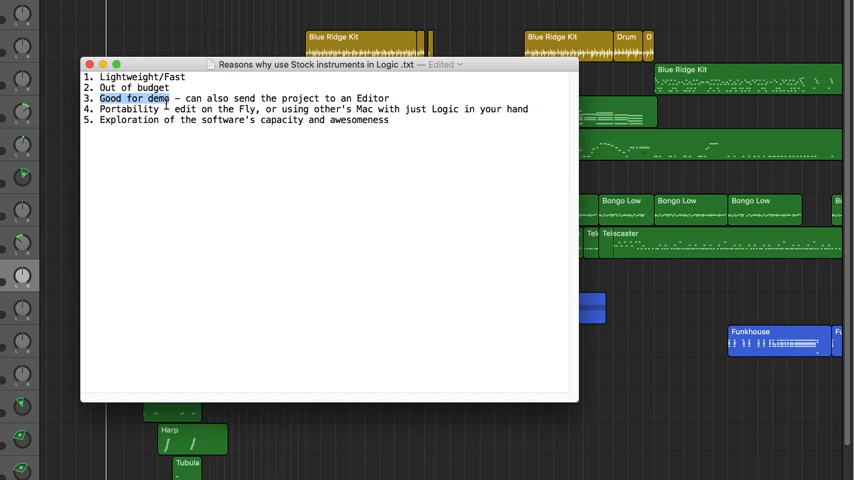 Blue Ridge Kit
Blue Ridge Kit
Drum
D
Reasons why use Stock instruments in Logic .txt — Edited
Blue Ridge Kit
1. Lightweight/Fast
2. Out of budget
3. Good for demo - can also send the project to an Editor
4. Portability - edit on the Fly, or using other's Mac with just Logic in your hand
5. Exploration of the software's capacity and awesomeness
Bongo Low
Bongo Low
Bongo Low
Telecaster
Funkhouse
Harp
Tubula